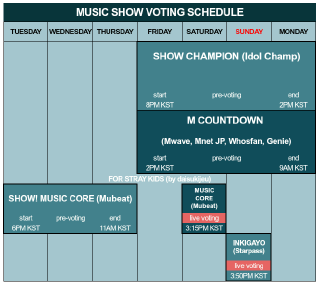 MUSIC SHOW VOTING SCHEDULE
TUESDAY WEDNESDAY THURSDAY FRIDAY SATURDAY SUNDAY MONDAY
SHOW CHAMPION (Idol Champ)
start pre-voting end
8PM KST 2PM KST
M COUNTDOWN
(Mwave, Mnet JP, Whosfan, Genie)
start pre-voting end
2PM KST 9AM KST
FOR STRAY KIDS (by
SHOW! MUSIC CORE (Mubeat)
start pre-voting end
6PM KST 11AM KST
MUSIC
CORE
(Mubeat)
live voting
3:15PM KST
INKIGAYO
(Starpass)
live voting
3:50PM KST